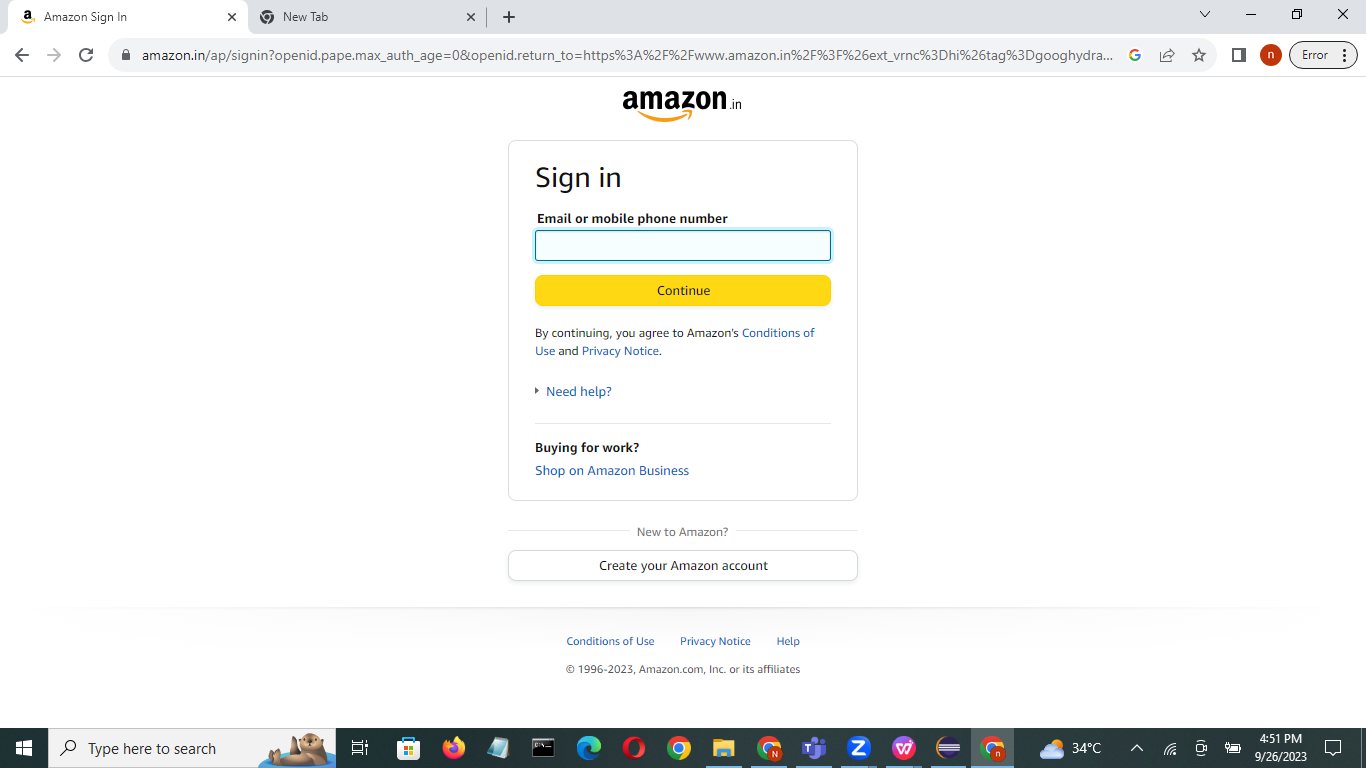 Amazon Sign In
New Tab
amazon.in/ap/signin?openid.pape.max_auth_age=0&openid.return_to=https%3A%2F%2Fwww.amazon.in%2F%3F%26ext_vrnc%3Dhi%26tag%3Dgooghydra...
n
Error
amazon.in
Sign in
Email or mobile phone number
Continue
By continuing, you agree to Amazon's Conditions of
Use and Privacy Notice.
Need help?
Buying for work?
Shop on Amazon Business
New to Amazon?
Create your Amazon account
Conditions of Use Privacy Notice Help
© 1996-2023, Amazon.com, Inc. or its affiliates
Type here to search
34°C
4:51 PM
9/26/2023